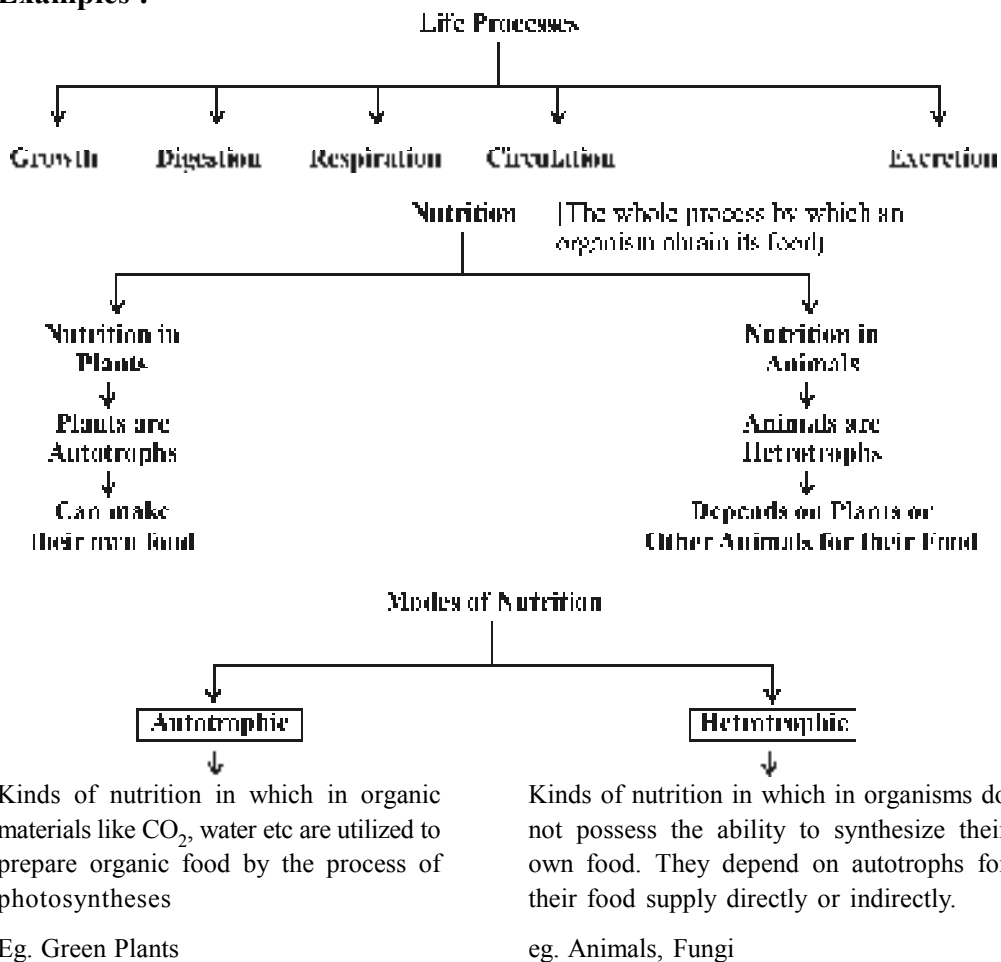 Examples :
Life Processes
Growth Digestion Respiration Circulation Excretion
Nutrition [The whole process by which an
organism obtain its food]
Nutrition in
Plants
Plants are
Autotrophs
Can make
their own food
Nutrition in
Animals
Animals are
Hetrotrophs
Depends on Plants or
Other Animals for their Food
Modes of Nutrition
Autotrophic
Kinds of nutrition in which in organic
materials like CO₂, water etc are utilized to
prepare organic food by the process of
photosyntheses
Eg. Green Plants
Hetrotrophic
Kinds of nutrition in which in organisms do
not possess the ability to synthesize their
own food. They depend on autotrophs for
their food supply directly or indirectly.
eg. Animals, Fungi